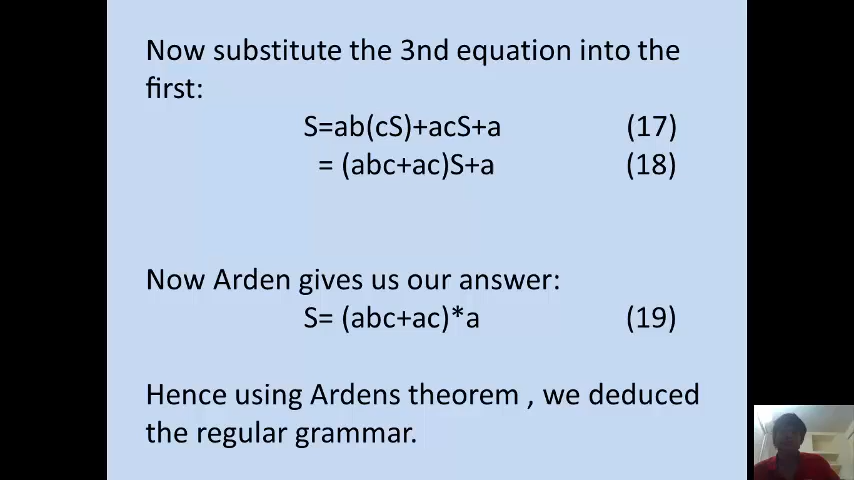 Now substitute the 3nd equation into the
first:
S=ab(cS)+acS+a (17)
= (abc+ac)S+a (18)
Now Arden gives us our answer:
S= (abc+ac)*a (19)
Hence using Ardens theorem , we deduced
the regular grammar.